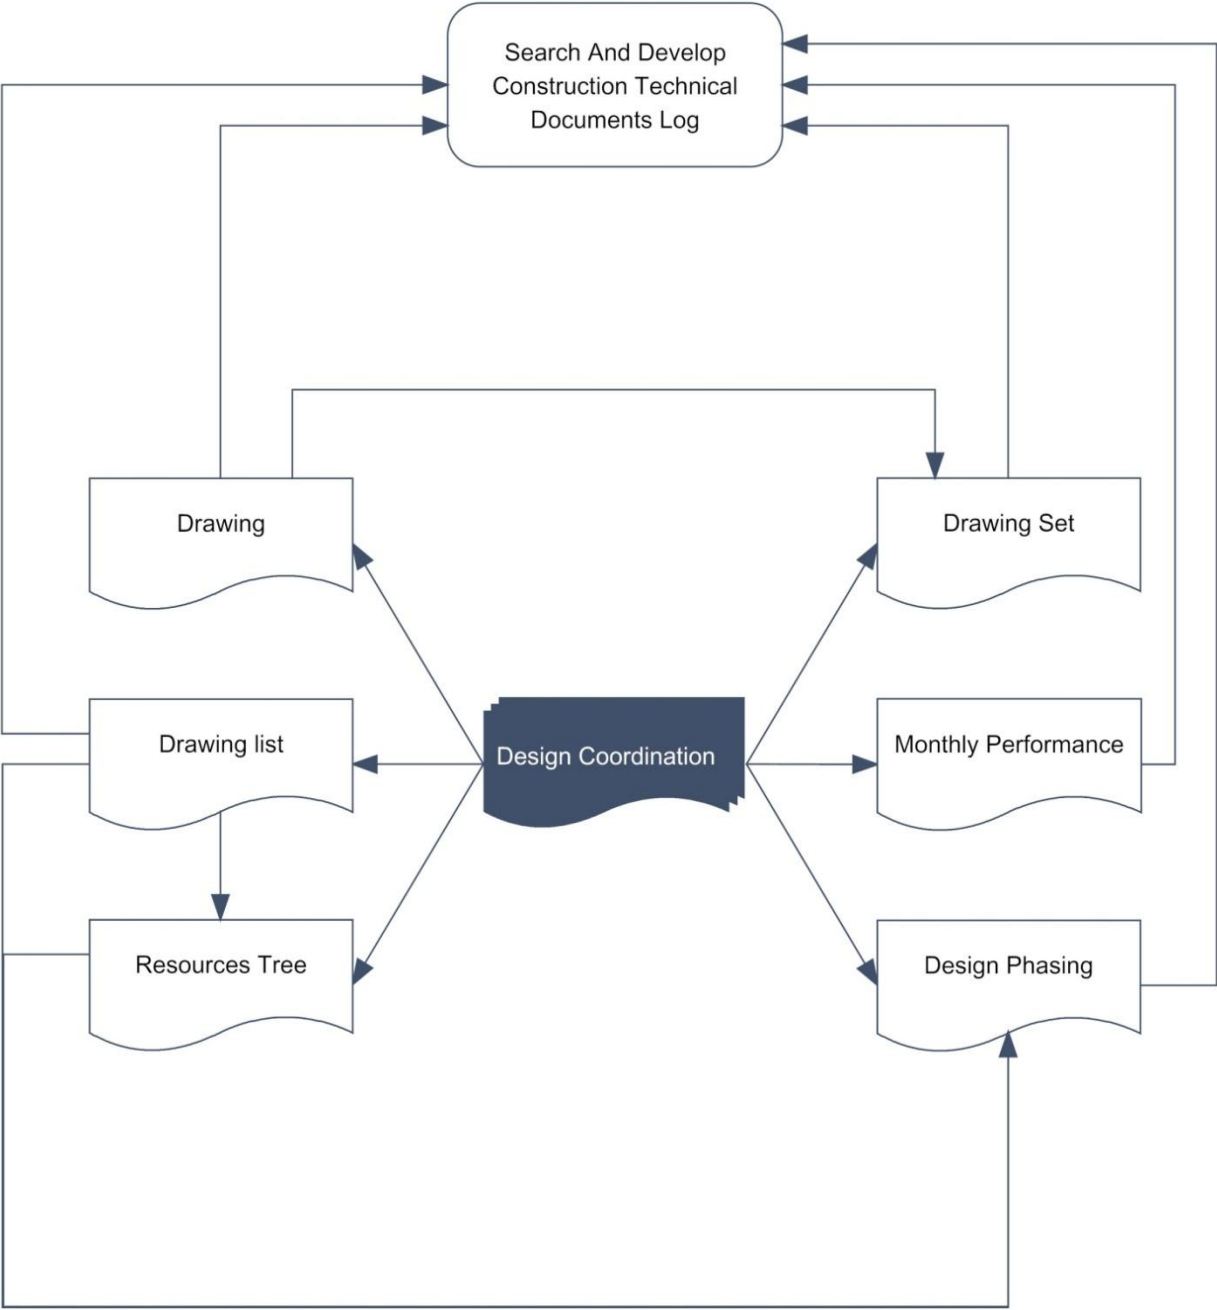 Search And Develop
Construction Technical
Documents Log
Drawing
Drawing Set
Drawing list
Design Coordination
Monthly Performance
Resources Tree
Design Phasing